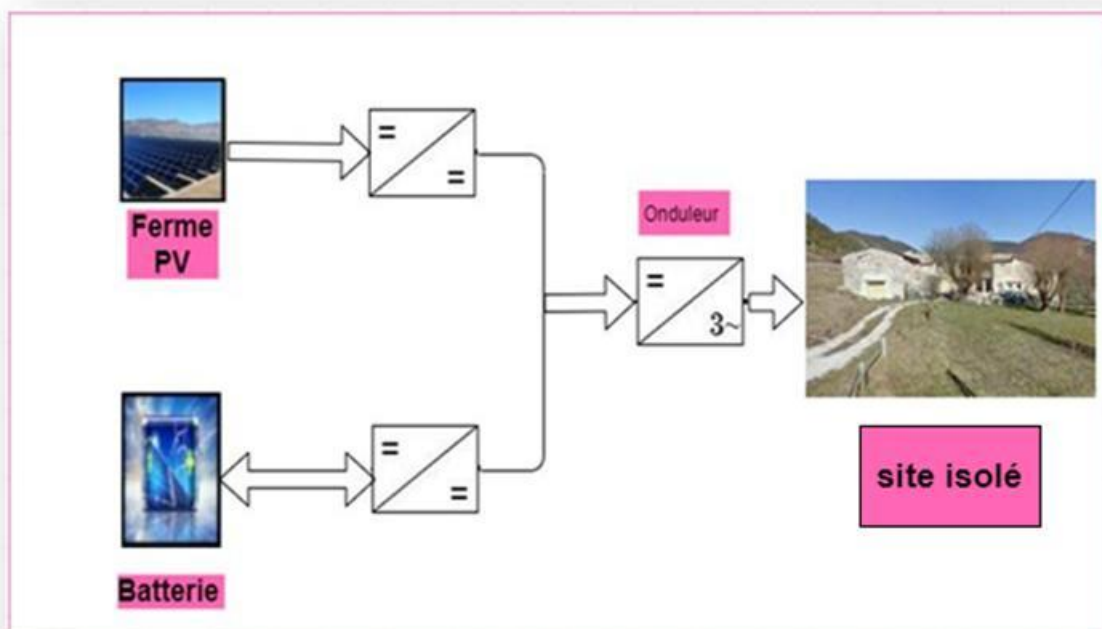 =
=
Ferme
PV
Onduleur
=
3~
=
=
site isolé
Batterie